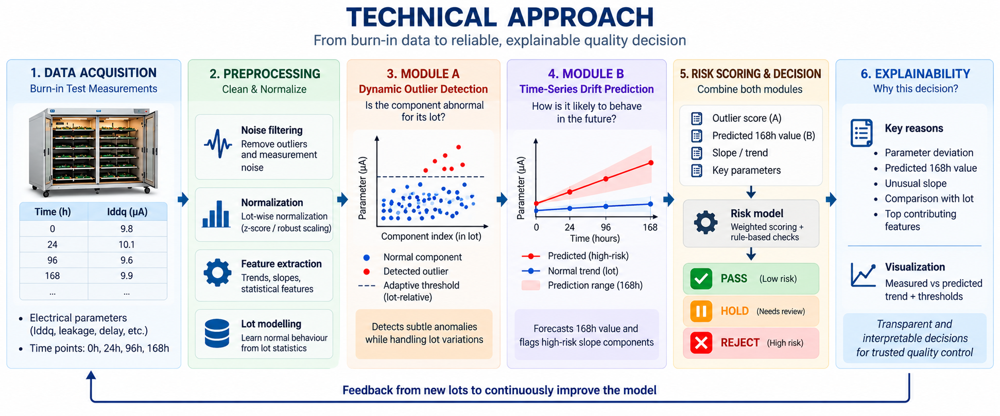 TECHNICAL APPROACH
From burn-in data to reliable, explainable quality decision
1. DATA ACQUISITION
Burn-in Test Measurements
Time (h) Iddq (μA)
0 9.8
24 10.1
96 9.6
168 9.9
... ...
• Electrical parameters
(Iddq, leakage, delay, etc.)
• Time points: 0h, 24h, 96h, 168h
2. PREPROCESSING
Clean & Normalize
Noise filtering
Remove outliers
and measurement
noise
Normalization
Lot-wise normalization
(z-score / robust scaling)
Feature extraction
Trends, slopes,
statistical features
Lot modelling
Learn normal behaviour
from lot statistics
3. MODULE A
Dynamic Outlier Detection
Is the component abnormal
for its lot?
Parameter (μA)
Component index (in lot)
Normal component
Detected outlier
Adaptive threshold
(lot-relative)
Detects subtle anomalies
while handling lot variations
4. MODULE B
Time-Series Drift Prediction
How is it likely to behave
in the future?
Parameter (μA)
0 24 96 168
Time (hours)
Predicted (high-risk)
Normal trend (lot)
Prediction range (168h)
Forecasts 168h value and
flags high-risk slope components
5. RISK SCORING & DECISION
Combine both modules
Outlier score (A)
Predicted 168h value (B)
Slope / trend
Key parameters
Risk model
Weighted scoring +
rule-based checks
PASS (Low risk)
HOLD (Needs review)
REJECT (High risk)
6. EXPLAINABILITY
Why this decision?
Key reasons
• Parameter deviation
• Predicted 168h value
• Unusual slope
• Comparison with lot
• Top contributing
features
Visualization
Measured vs predicted
trend + thresholds
Transparent and
interpretable decisions
for trusted quality control
Feedback from new lots to continuously improve the model